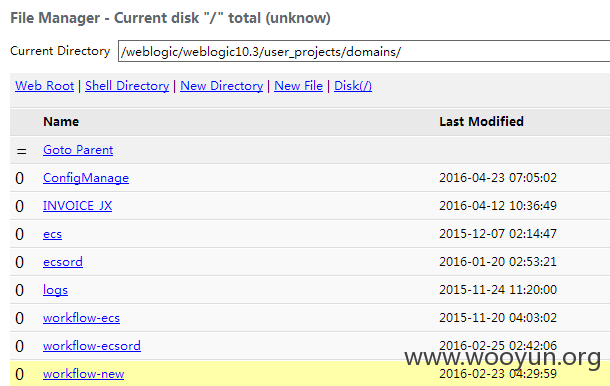 File Manager - Current disk "/" total (unknow)
Current Directory /weblogic/weblogic10.3/user_projects/domains/
Web Root | Shell Directory | New Directory | New File | Disk(/)
Name Last Modified
= Goto Parent
0 ConfigManage 2016-04-23 07:05:02
0 INVOICE_JX 2016-04-12 10:36:49
0 ecs 2015-12-07 02:14:47
0 ecsord 2016-01-20 02:53:21
0 logs 2015-11-24 11:20:00
0 workflow-ecs 2015-11-20 04:03:02
0 workflow-ecsord 2016-02-25 02:42:06
www.wooyun.org
0 workflow-new 2016-02-23 04:29:59